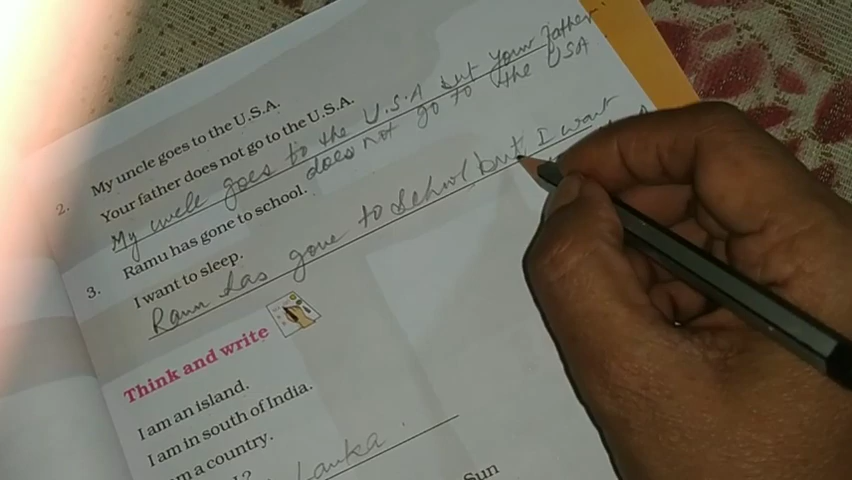 2. My uncle goes to the U.S.A.
Your father does not go to the U.S.A.
My uncle goes to the U.S.A but your father
does not go to the USA
3. Ramu has gone to school.
I want to sleep.
Ramu has gone to school but I want
Think and write
I am an island.
I am in south of India.
am a country.
?
Lanka.
Sun